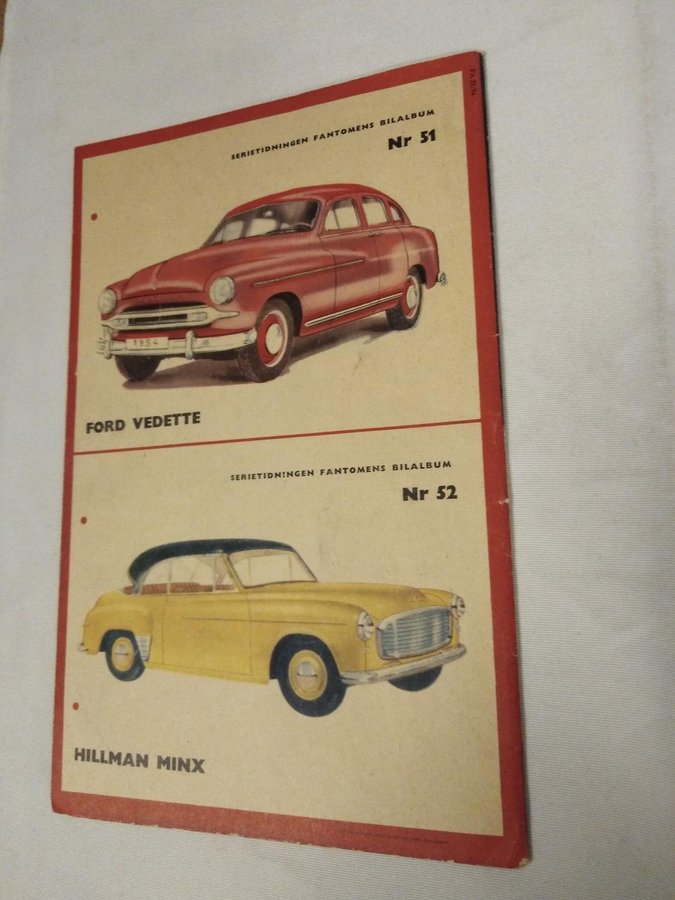 SERIETIDNINGEN FANTOMENS BILALBUM
Nr 51
1954
FORD VEDETTE
SERIETIDNINGEN FANTOMENS BILALBUM
Nr 52
HILLMAN MINX